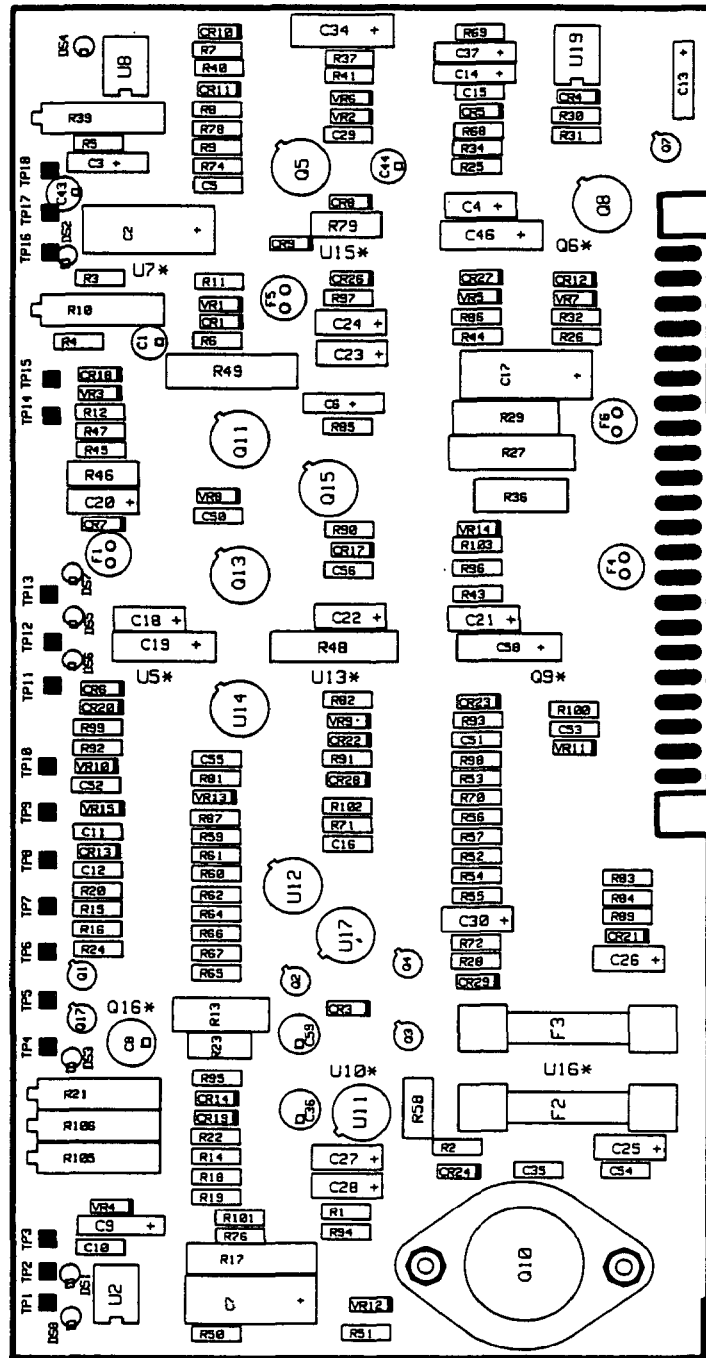 DS4
U8
CR10
R7
R40
CR11
R8
R78
R9
R74
C5
C34 +
R37
R41
VR6
VR2
C29
Q5
C44
R69
C37 +
C14 +
C15
CR5
R68
R34
R25
U19
CR4
R30
R31
C13 +
Q7
R39
R5
C3 +
TP18
C43
TP17
DS2
TP16
C2 +
U7*
R3
R10
R4
C1
R11
VR1
CR1
R6
R49
CR8
R79
CR9
U15*
F5
CR26
R97
C24 +
C23 +
C6 +
R85
C4 +
C46 +
Q8
Q6*
CR27
VR5
R86
R44
CR12
VR7
R32
R26
C17 +
R29
R27
R36
F6
TP15
TP14
CR18
VR3
R12
R47
R45
R46
C20 +
CR7
F1
Q11
VR8
C50
Q15
Q13
R90
CR17
C56
VR14
R103
R96
R43
F4
DS7
TP13
DS5
TP12
DS6
TP11
C18 +
C19 +
U5*
C22 +
R48
U13*
C21 +
C58 +
Q9*
CR6
CR20
R99
R92
VR10
C52
VR15
C11
CR13
C12
R20
R15
R16
R24
TP10
TP9
TP8
TP7
TP6
TP5
TP4
U14
C55
R81
VR13
R87
R59
R61
R60
R62
R64
R66
R67
R65
R82
VR9
CR22
R91
CR28
R102
R71
C16
U12
U17
CR23
R93
C51
R98
R53
R70
R56
R57
R52
R54
R55
C30 +
R72
R28
CR29
R100
C53
VR11
R83
R84
R89
CR21
C26 +
Q1
Q17
Q16*
C8
DS3
R13
R23
Q2
CR3
C59
Q4
Q3
F3
U16*
F2
R21
R106
R105
R95
CR14
CR19
R22
R14
R18
R19
C36
U10*
U11
R58
R2
C27 +
C28 +
CR24
C35
C25 +
C54
VR4
C9 +
C10
TP3
TP2
TP1
DS1
DS8
U2
R101
R76
R17
C7 +
R50
R1
R94
VR12
R51
Q10